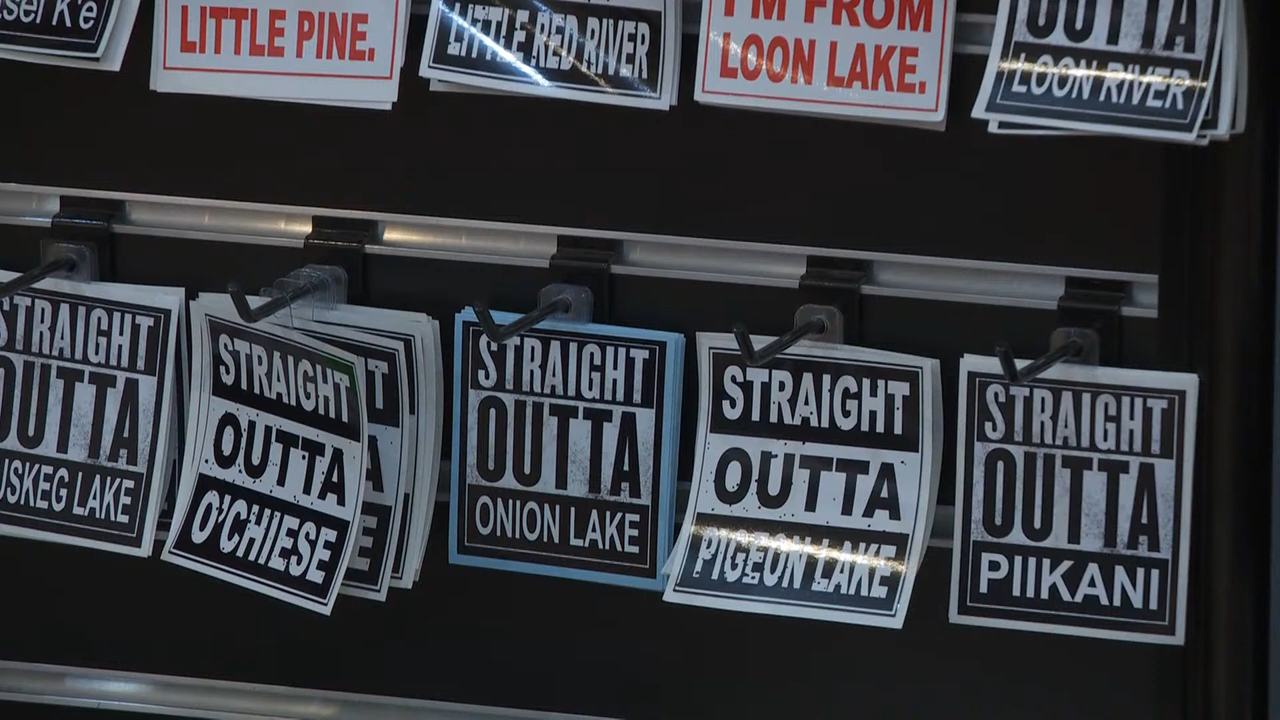 LITTLE PINE.
LITTLE RED RIVER
I'M FROM
LOON LAKE.
OUTTA
LOON RIVER
STRAIGHT
OUTTA
USKEG LAKE
STRAIGHT
OUTTA
O'CHIESE
STRAIGHT
OUTTA
ONION LAKE
STRAIGHT
OUTTA
PIGEON LAKE
STRAIGHT
OUTTA
PIIKANI